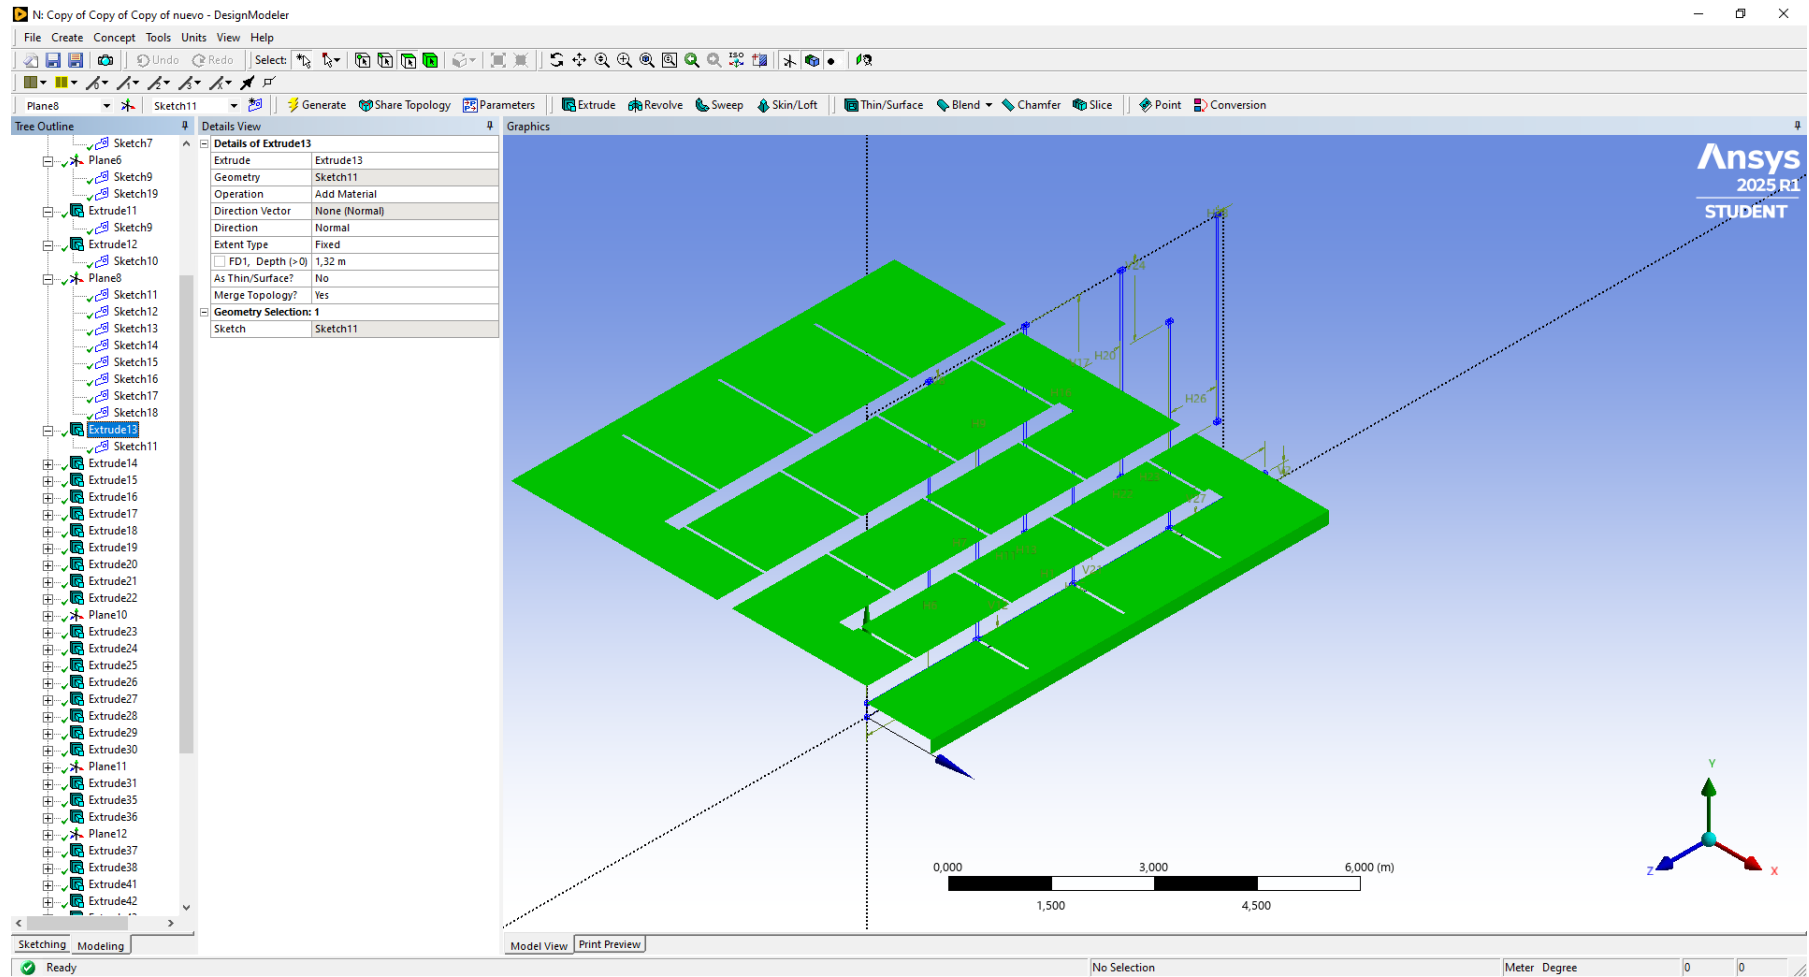 N: Copy of Copy of Copy of nuevo - DesignModeler
File Create Concept Tools Units View Help
Undo Redo Select:
Plane8 Sketch11 Generate Share Topology Parameters Extrude Revolve Sweep Skin/Loft Thin/Surface Blend Chamfer Slice Point Conversion
Tree Outline
Sketch7
Plane6
Sketch9
Sketch19
Extrude11
Sketch9
Extrude12
Sketch10
Plane8
Sketch11
Sketch12
Sketch13
Sketch14
Sketch15
Sketch16
Sketch17
Sketch18
Extrude13
Sketch11
Extrude14
Extrude15
Extrude16
Extrude17
Extrude18
Extrude19
Extrude20
Extrude21
Extrude22
Plane10
Extrude23
Extrude24
Extrude25
Extrude26
Extrude27
Extrude28
Extrude29
Extrude30
Plane11
Extrude31
Extrude35
Extrude36
Plane12
Extrude37
Extrude38
Extrude41
Extrude42
Sketching Modeling
Details View
Details of Extrude13
Extrude Extrude13
Geometry Sketch11
Operation Add Material
Direction Vector None (Normal)
Direction Normal
Extent Type Fixed
FD1, Depth (>0) 1,32 m
As Thin/Surface? No
Merge Topology? Yes
Geometry Selection: 1
Sketch Sketch11
Graphics
Ansys
2025 R1
STUDENT
V24
H20
H26
Y
Z
X
0,000 3,000 6,000 (m)
1,500 4,500
Model View Print Preview
Ready No Selection Meter Degree 0 0